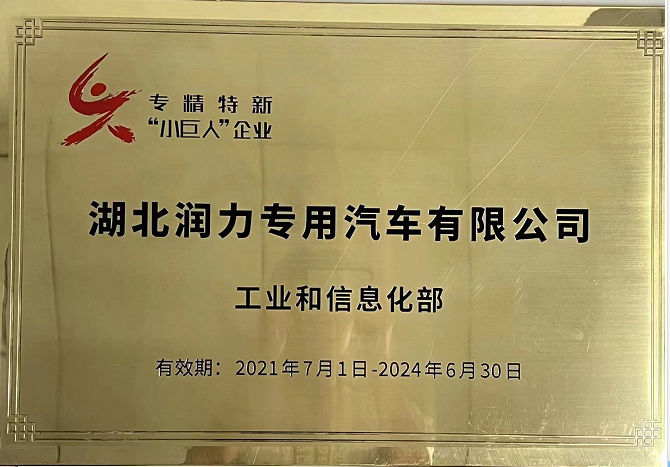 专精特新
“小巨人”企业
湖北润力专用汽车有限公司
工业和信息化部
有效期：2021年7月1日-2024年6月30日